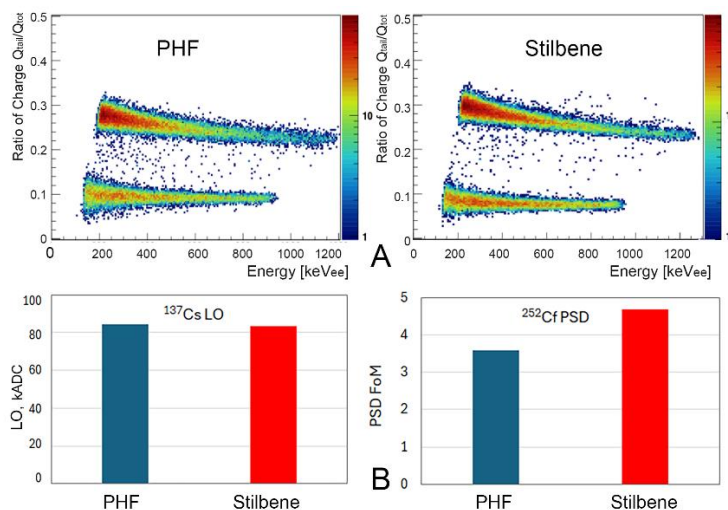 PHF
Ratio of Charge Qtail/Qtot
0.5
0.4
0.3
0.2
0.1
0
0 200 400 600 800 1000 1200
Energy [keVee]
10
1
Stilbene
Ratio of Charge Qtail/Qtot
0.5
0.4
0.3
0.2
0.1
0
0 200 400 600 800 1000 1200
Energy [keVee]
A
137Cs LO
LO, kADC
100
80
60
40
20
0
PHF Stilbene
B
252Cf PSD
PSD FoM
5
4
3
2
1
0
PHF Stilbene